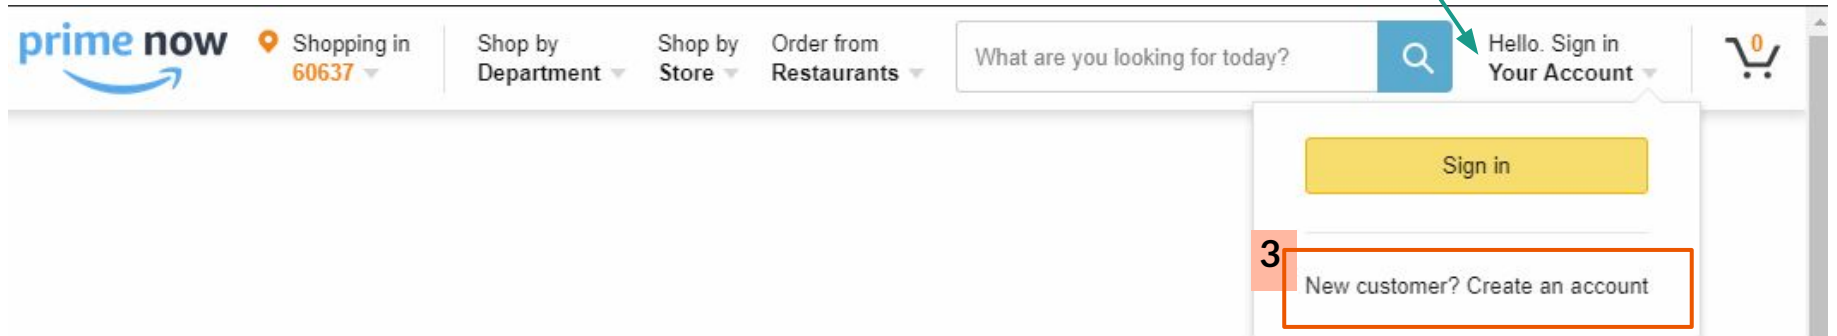 prime now
Shopping in
60637
Shop by
Department
Shop by
Store
Order from
Restaurants
What are you looking for today?
Hello. Sign in
Your Account
0
Sign in
3
New customer? Create an account